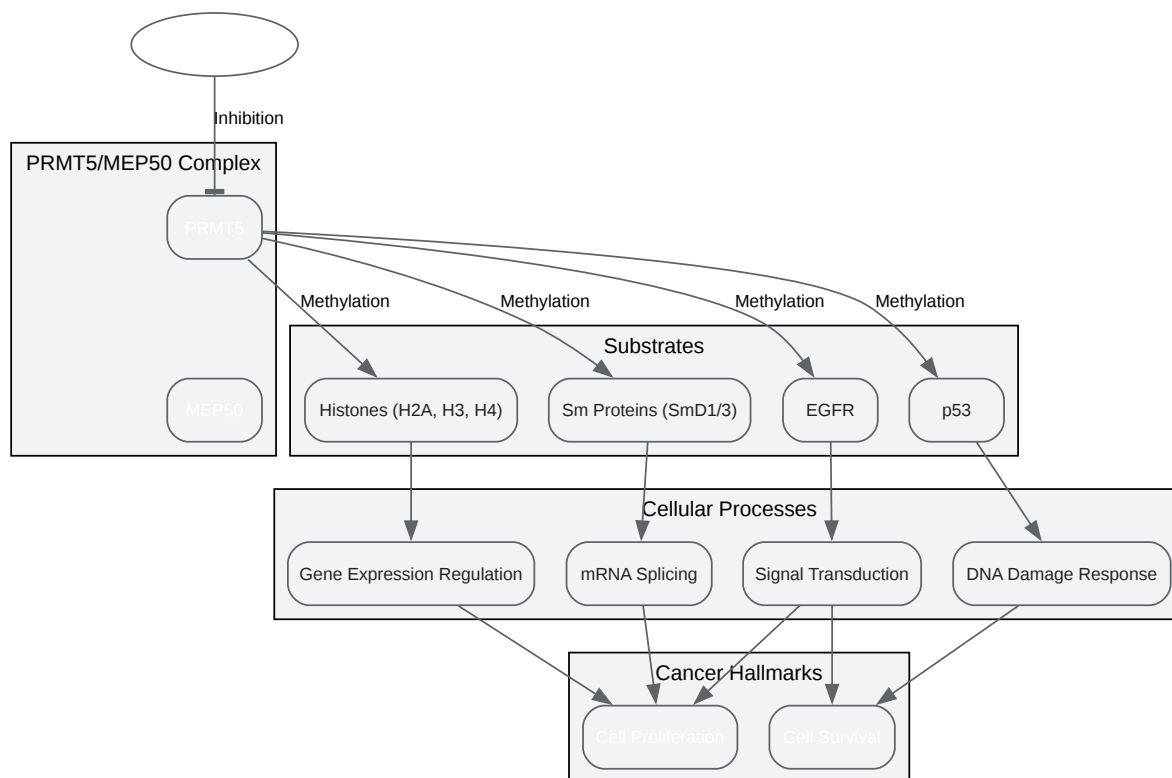 Inhibition
PRMT5/MEP50 Complex
PRMT5
Methylation
Methylation
Methylation
Methylation
Substrates
MEP50
Histones (H2A, H3, H4)
Sm Proteins (SmD1/3)
EGFR
p53
Cellular Processes
Gene Expression Regulation
mRNA Splicing
Signal Transduction
DNA Damage Response
Cancer Hallmarks
Cell Proliferation
Cell Survival